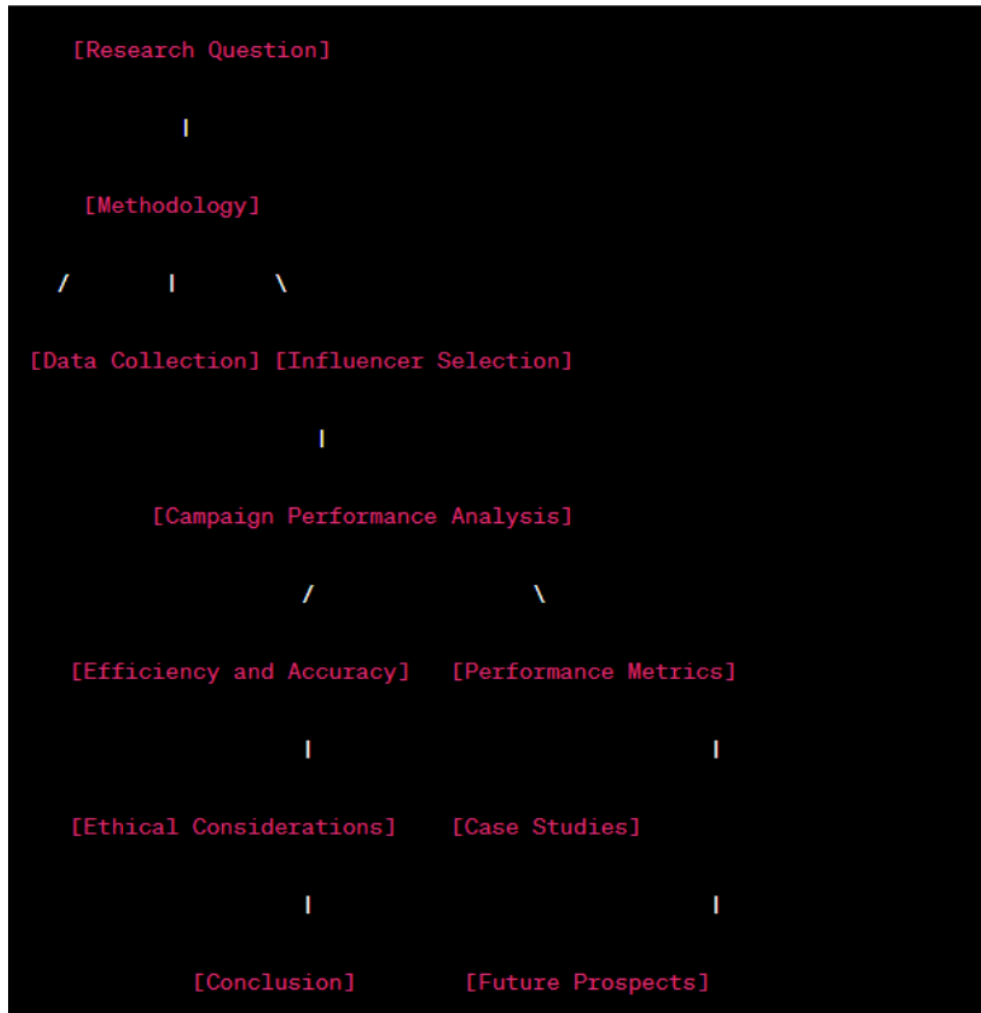 [Research Question]
|
[Methodology]
/ | \
[Data Collection] [Influencer Selection]
|
[Campaign Performance Analysis]
/ \
[Efficiency and Accuracy] [Performance Metrics]
| |
[Ethical Considerations] [Case Studies]
| |
[Conclusion] [Future Prospects]